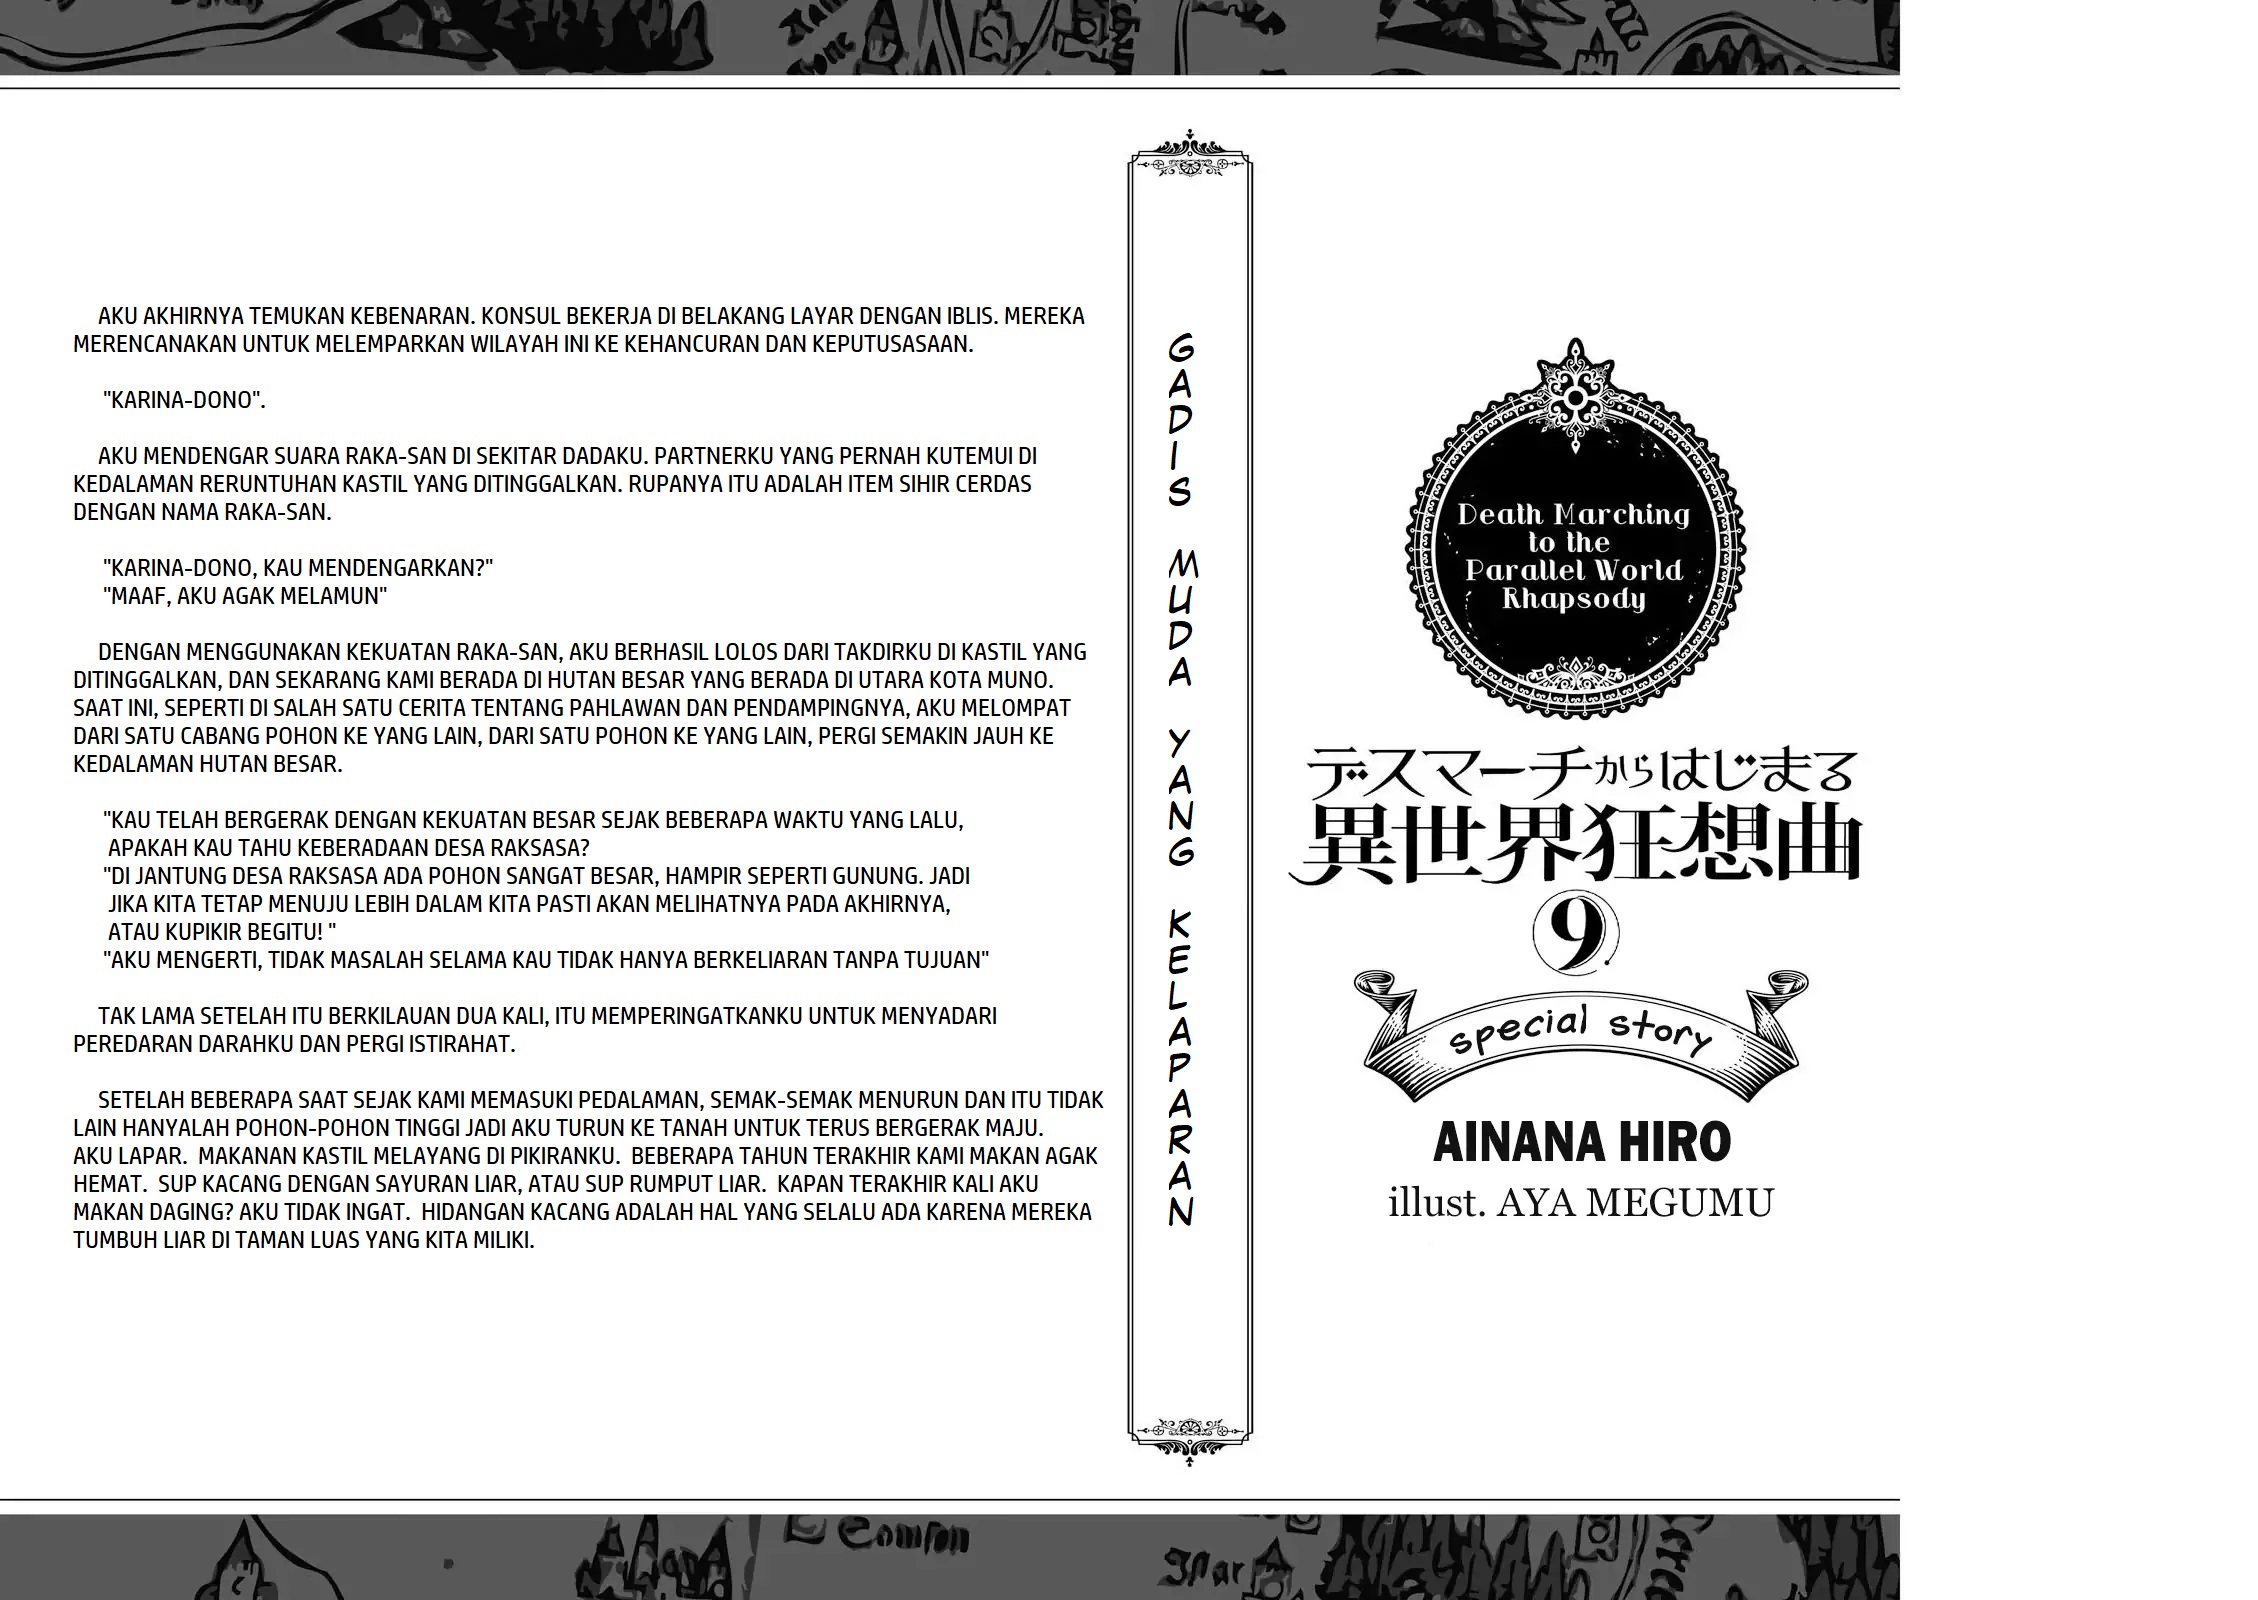 AKU AKHIRNYA TEMUKAN KEBENARAN. KONSUL BEKERJA DI BELAKANG LAYAR DENGAN IBLIS. MEREKA
MERENCANAKAN UNTUK MELEMPARKAN WILAYAH INI KE KEHANCURAN DAN KEPUTUSASAAN.
"KARINA-DONO".
AKU MENDENGAR SUARA RAKA-SAN DI SEKITAR DADAKU. PARTNERKU YANG PERNAH KUTEMUI DI
KEDALAMAN RERUNTUHAN KASTIL YANG DITINGGALKAN. RUPANYA ITU ADALAH ITEM SIHIR CERDAS
DENGAN NAMA RAKA-SAN.
"KARINA-DONO, KAU MENDENGARKAN?"
"MAAF, AKU AGAK MELAMUN"
DENGAN MENGGUNAKAN KEKUATAN RAKA-SAN, AKU BERHASIL LOLOS DARI TAKDIRKU DI KASTIL YANG
DITINGGALKAN, DAN SEKARANG KAMI BERADA DI HUTAN BESAR YANG BERADA DI UTARA KOTA MUNO.
SAAT INI, SEPERTI DI SALAH SATU CERITA TENTANG PAHLAWAN DAN PENDAMPINGNYA, AKU MELOMPAT
DARI SATU CABANG POHON KE YANG LAIN, DARI SATU POHON KE YANG LAIN, PERGI SEMAKIN JAUH KE
KEDALAMAN HUTAN BESAR.
"KAU TELAH BERGERAK DENGAN KEKUATAN BESAR SEJAK BEBERAPA WAKTU YANG LALU,
APAKAH KAU TAHU KEBERADAAN DESA RAKSASA?
"DI JANTUNG DESA RAKSASA ADA POHON SANGAT BESAR, HAMPIR SEPERTI GUNUNG. JADI
JIKA KITA TETAP MENUJU LEBIH DALAM KITA PASTI AKAN MELIHATNYA PADA AKHIRNYA,
ATAU KUPIKIR BEGITU! "
"AKU MENGERTI, TIDAK MASALAH SELAMA KAU TIDAK HANYA BERKELIARAN TANPA TUJUAN"
TAK LAMA SETELAH ITU BERKILAUAN DUA KALI, ITU MEMPERINGATKANKU UNTUK MENYADARI
PEREDARAN DARAHKU DAN PERGI ISTIRAHAT.
SETELAH BEBERAPA SAAT SEJAK KAMI MEMASUKI PEDALAMAN, SEMAK-SEMAK MENURUN DAN ITU TIDAK
LAIN HANYALAH POHON-POHON TINGGI JADI AKU TURUN KE TANAH UNTUK TERUS BERGERAK MAJU.
AKU LAPAR. MAKANAN KASTIL MELAYANG DI PIKIRANKU. BEBERAPA TAHUN TERAKHIR KAMI MAKAN AGAK
HEMAT. SUP KACANG DENGAN SAYURAN LIAR, ATAU SUP RUMPUT LIAR. KAPAN TERAKHIR KALI AKU
MAKAN DAGING? AKU TIDAK INGAT. HIDANGAN KACANG ADALAH HAL YANG SELALU ADA KARENA MEREKA
TUMBUH LIAR DI TAMAN LUAS YANG KITA MILIKI.
GADIS MUDA YANG KELAPARAN
Death Marching
to the
Parallel World
Rhapsody
デスマーチからはじまる
異世界狂想曲
9
special story
AINANA HIRO
illust. AYA MEGUMU